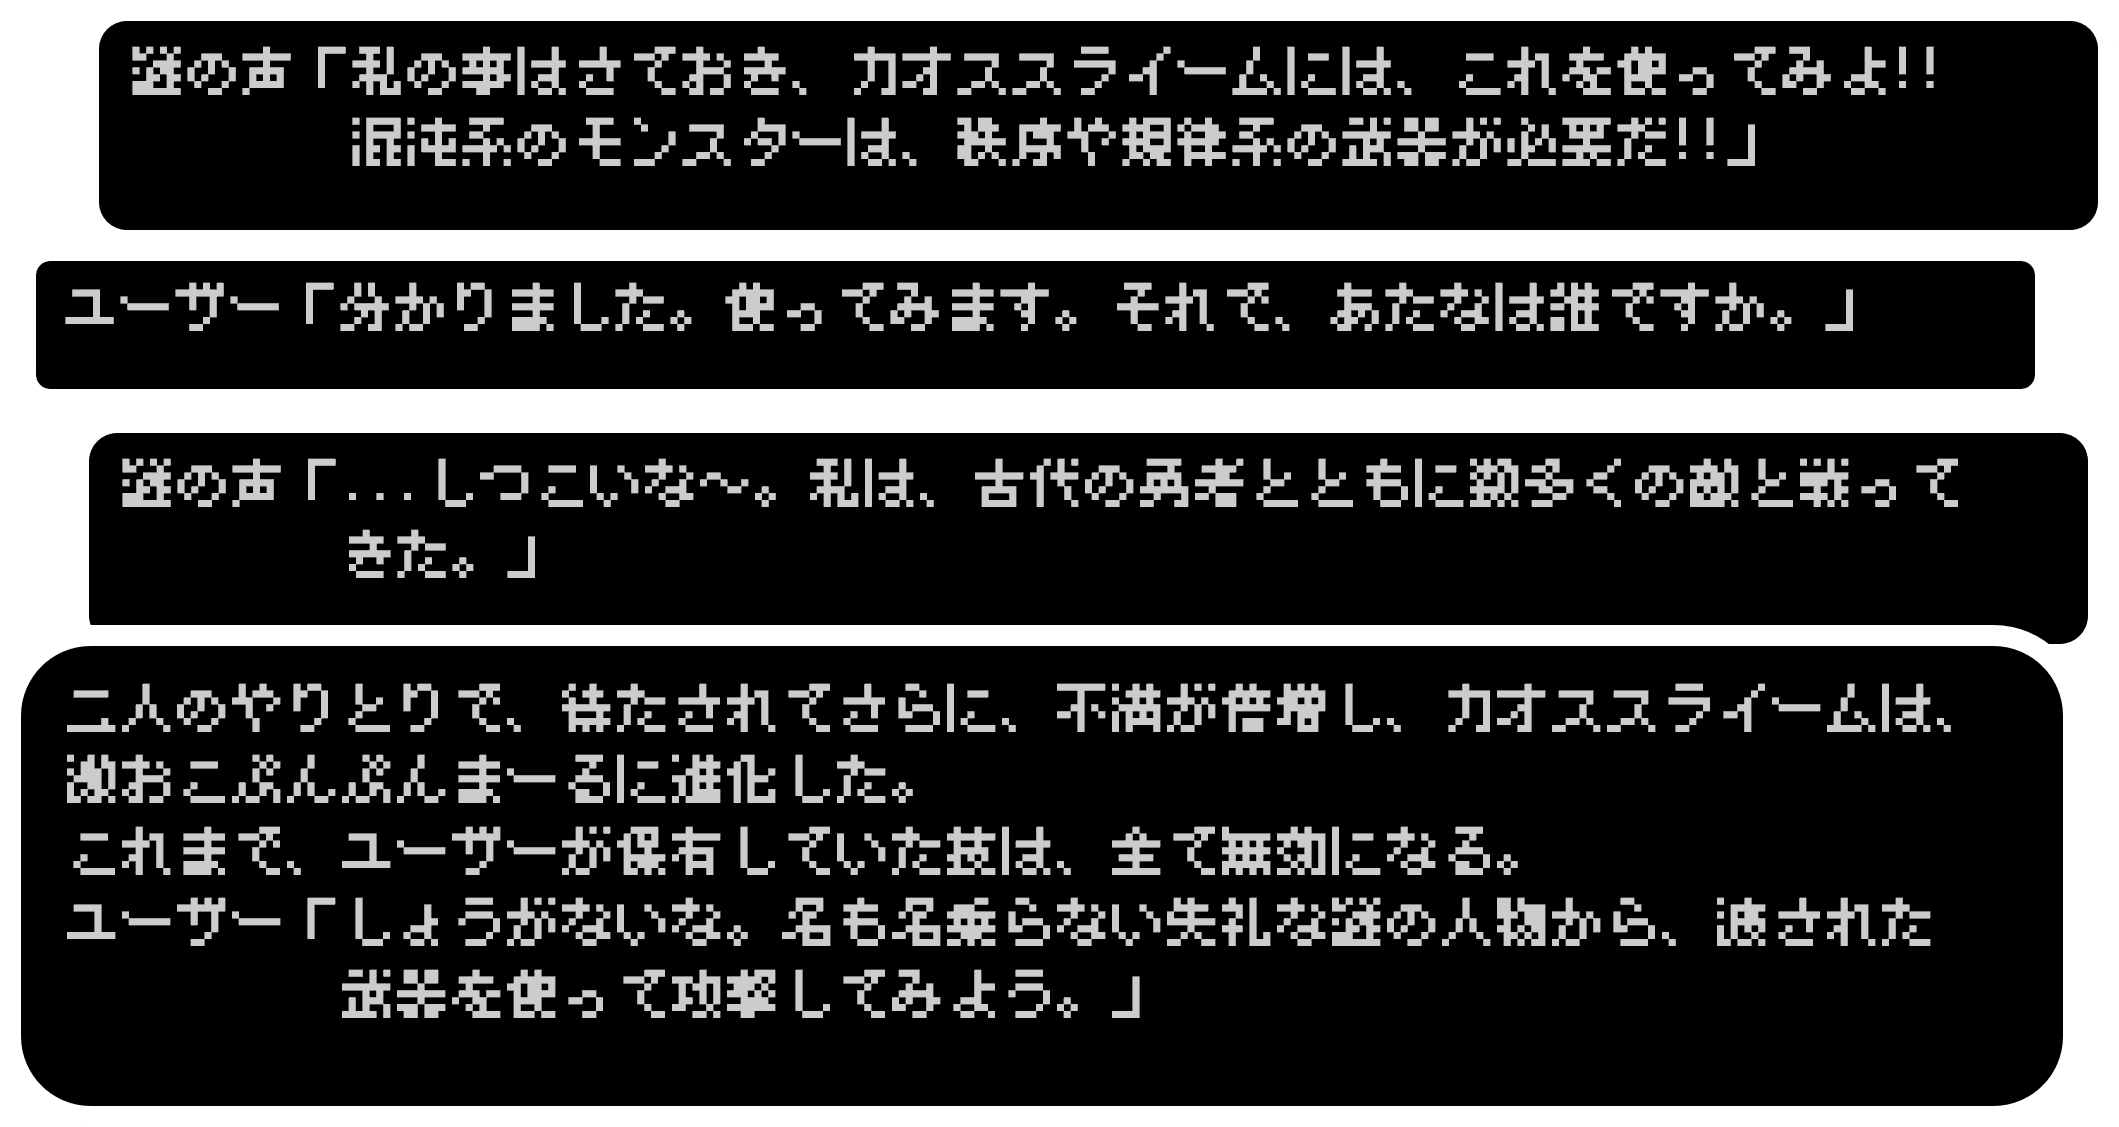 謎の声「私の事はさておき、カオススライームには、これを使ってみよ!!
混沌系のモンスターは、秩序や規律系の武器が必要だ!!」
ユーザー「分かりました。使ってみます。それで、あたなは誰ですか。」
謎の声「...しつこいな～。私は、古代の勇者とともに数多くの敵と戦って
きた。」
二人のやりとりで、待たされてさらに、不満が倍増し、カオススライームは、
激おこぷんぷんまーるに進化した。
これまで、ユーザーが保有していた技は、全て無効になる。
ユーザー「しょうがないな。名も名乗らない失礼な謎の人物から、渡された
武器を使って攻撃してみよう。」